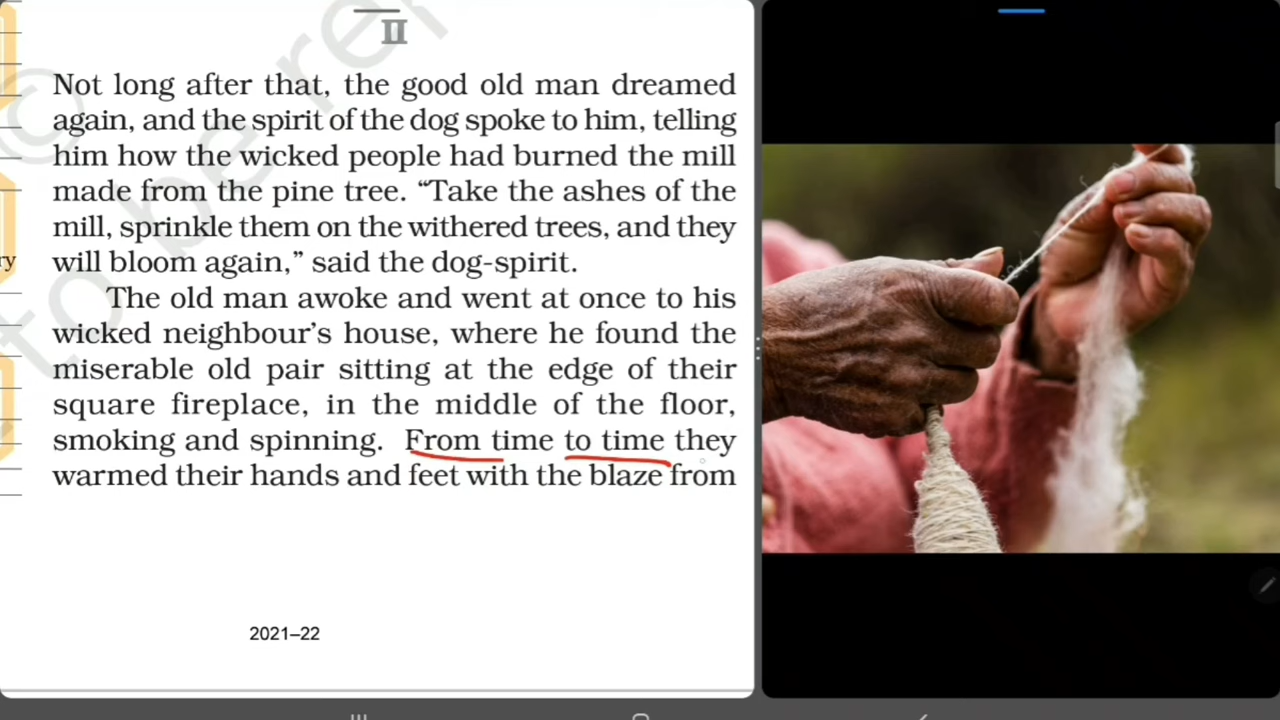 II
Not long after that, the good old man dreamed
again, and the spirit of the dog spoke to him, telling
him how the wicked people had burned the mill
made from the pine tree. “Take the ashes of the
mill, sprinkle them on the withered trees, and they
will bloom again,” said the dog-spirit.
The old man awoke and went at once to his
wicked neighbour’s house, where he found the
miserable old pair sitting at the edge of their
square fireplace, in the middle of the floor,
smoking and spinning. From time to time they
warmed their hands and feet with the blaze from
2021–22
ry
© to be re